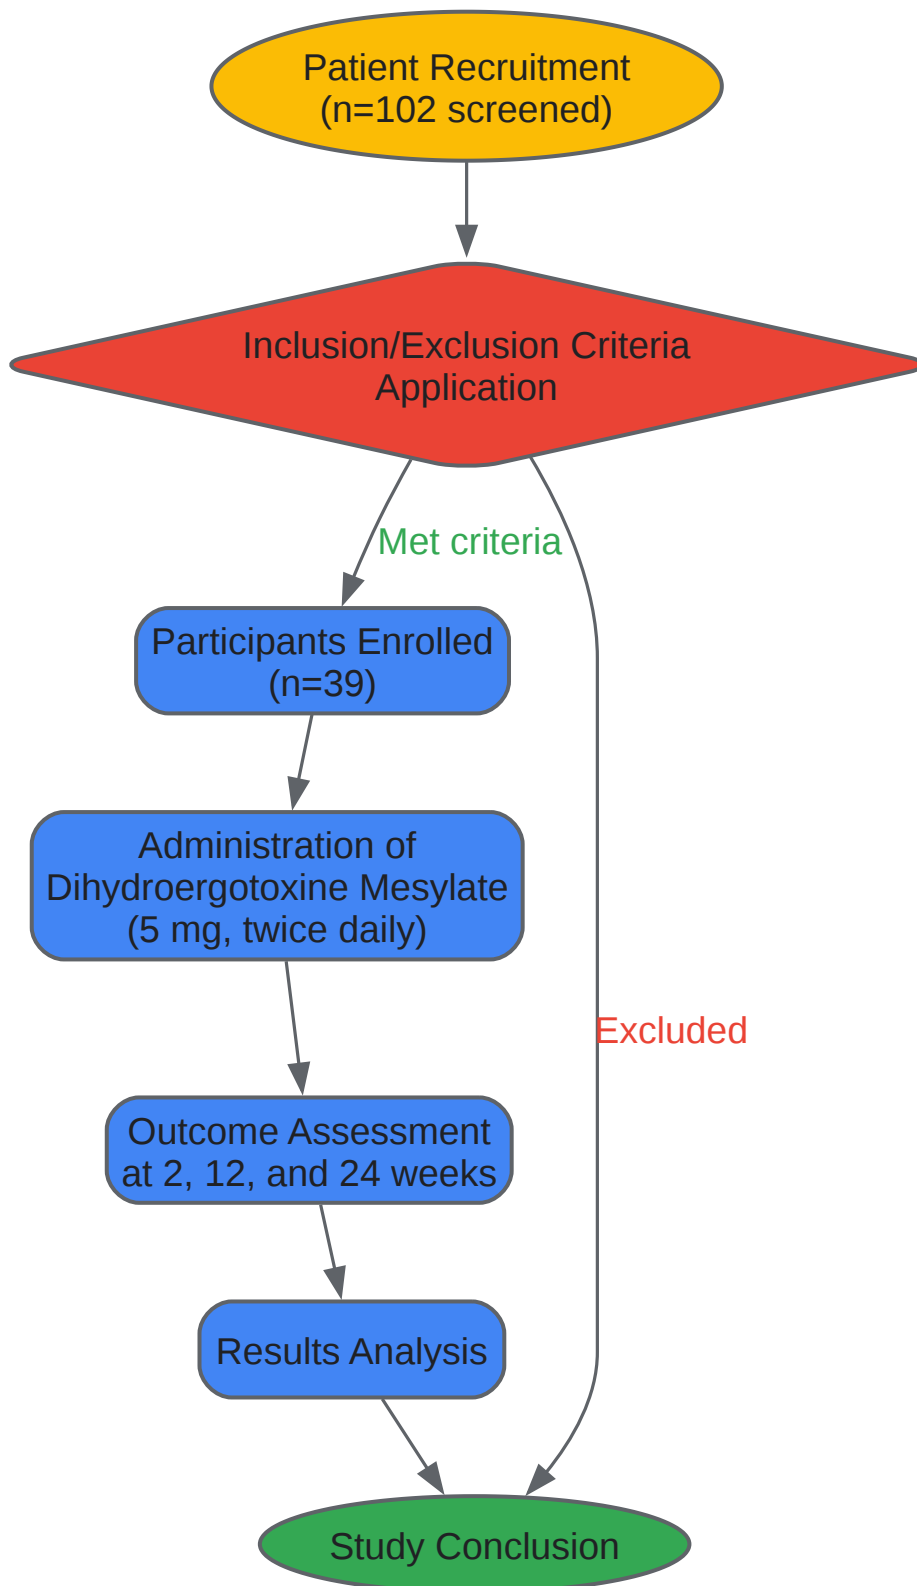 Patient Recruitment
(n=102 screened)
Inclusion/Exclusion Criteria
Application
Met criteria
Participants Enrolled
(n=39)
Administration of
Dihydroergotoxine Mesylate
(5 mg, twice daily)
Excluded
Outcome Assessment
at 2, 12, and 24 weeks
Results Analysis
Study Conclusion